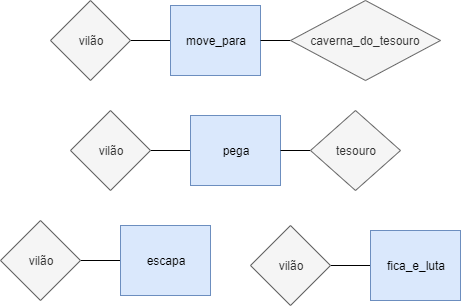 vilão move_para caverna_do_tesouro
vilão pega tesouro
vilão escapa vilão fica_e_luta